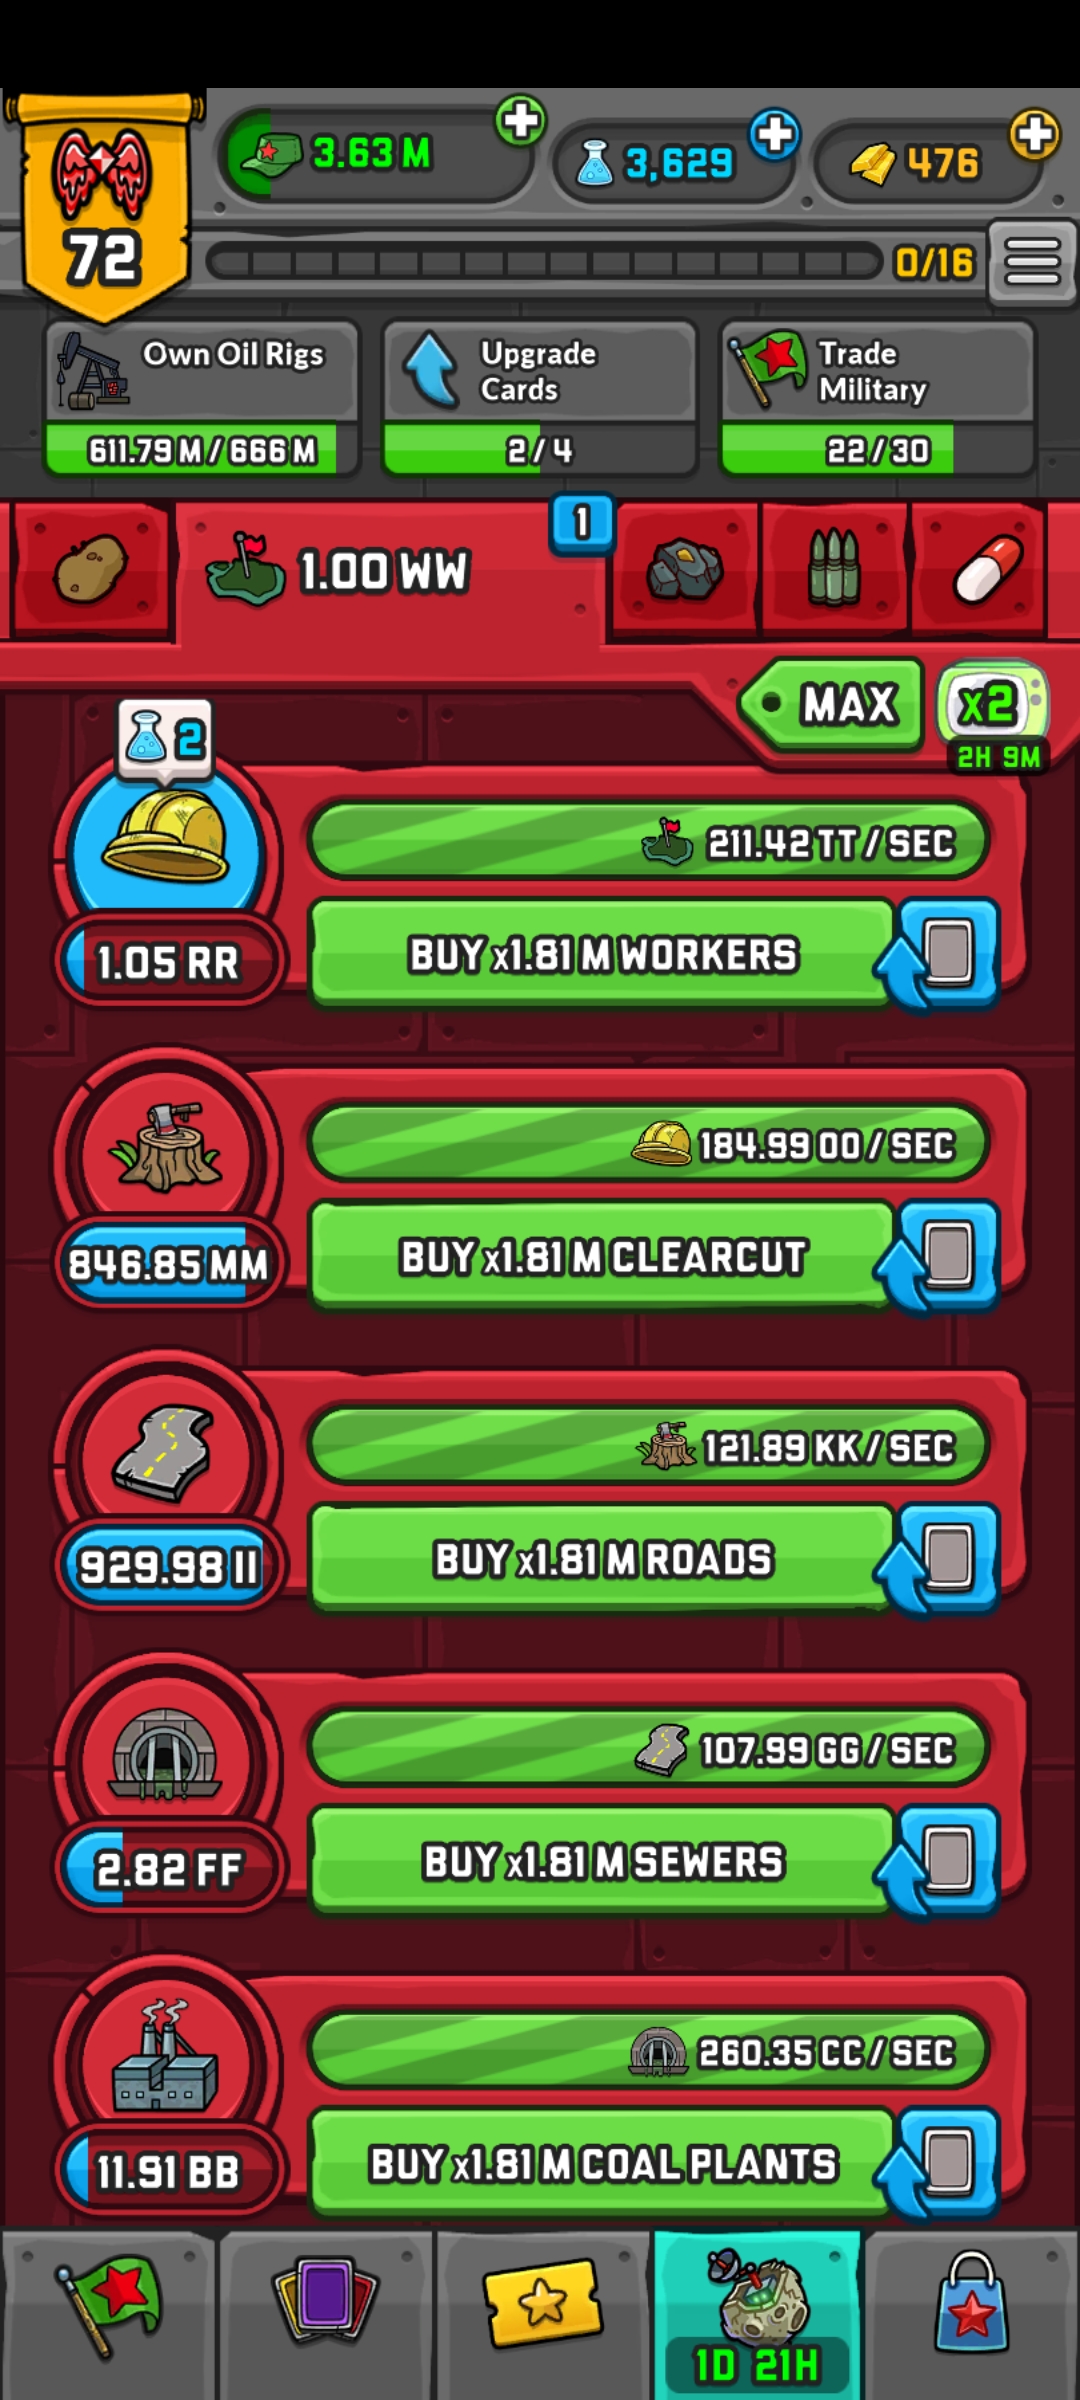 3.63 M
3,629
476
72
0/16
Own Oil Rigs
611.79 M / 666 M
Upgrade
Cards
2 / 4
Trade
Military
22 / 30
1.00 WW
1
MAX
x2
2H 9M
2
211.42 TT / SEC
1.05 RR
BUY x1.81 M WORKERS
184.99 OO / SEC
846.85 MM
BUY x1.81 M CLEARCUT
121.89 KK / SEC
929.98 II
BUY x1.81 M ROADS
107.99 GG / SEC
2.82 FF
BUY x1.81 M SEWERS
260.35 CC / SEC
11.91 BB
BUY x1.81 M COAL PLANTS
1D 21H